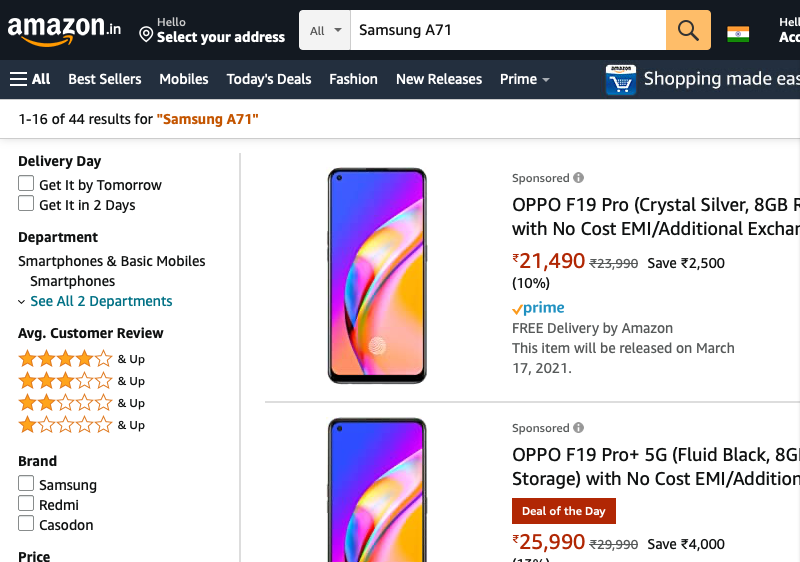 amazon.in
Hello
Select your address
All
Samsung A71
Hell
Acc
All
Best Sellers
Mobiles
Today's Deals
Fashion
New Releases
Prime
amazon
Shopping made eas
1-16 of 44 results for "Samsung A71"
Delivery Day
Get It by Tomorrow
Get It in 2 Days
Department
Smartphones & Basic Mobiles
Smartphones
See All 2 Departments
Avg. Customer Review
& Up
& Up
& Up
& Up
Brand
Samsung
Redmi
Casodon
Price
Sponsored
OPPO F19 Pro (Crystal Silver, 8GB R
with No Cost EMI/Additional Exchan
₹21,490 ₹23,990 Save ₹2,500
(10%)
prime
FREE Delivery by Amazon
This item will be released on March
17, 2021.
Sponsored
OPPO F19 Pro+ 5G (Fluid Black, 8GB
Storage) with No Cost EMI/Addition
Deal of the Day
₹25,990 ₹29,990 Save ₹4,000
(13%)